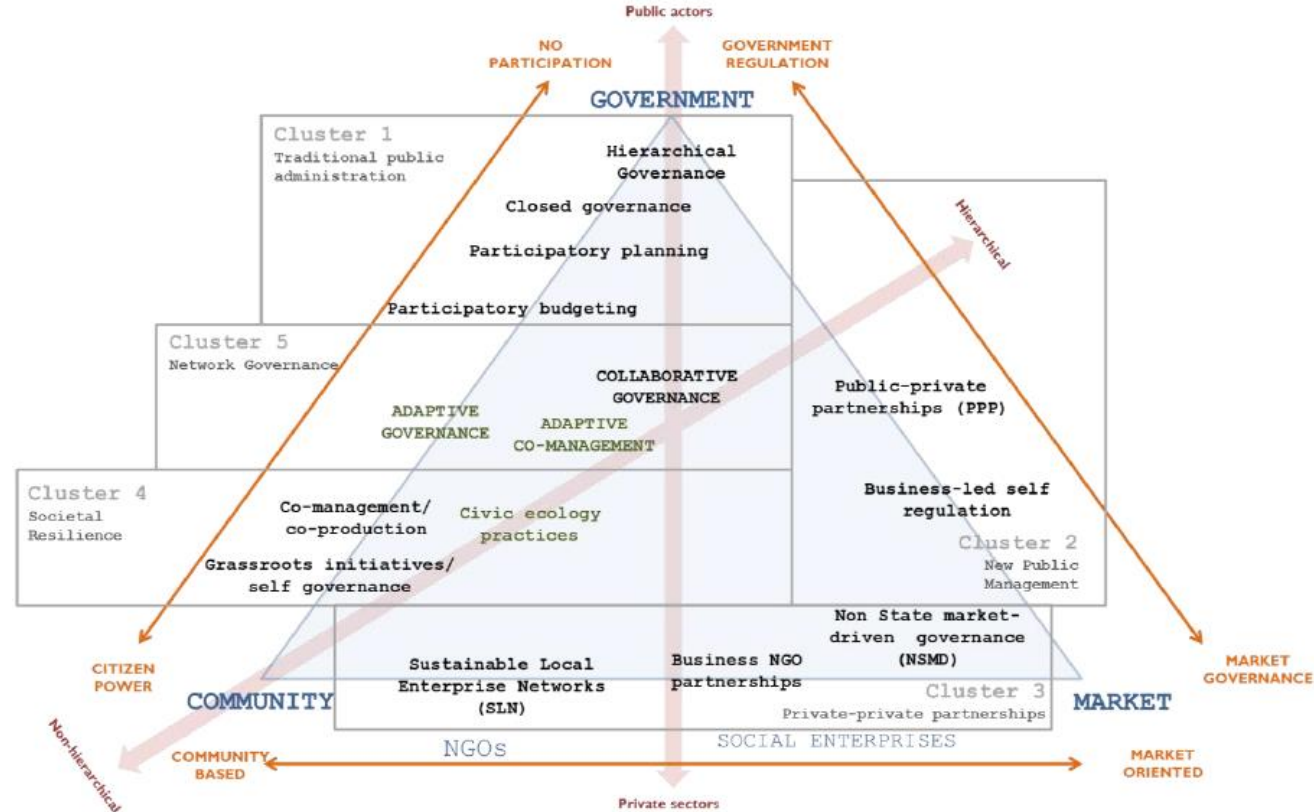 Public actors
NO
PARTICIPATION
GOVERNMENT
REGULATION
GOVERNMENT
Cluster 1
Traditional public
administration
Hierarchical
Governance
Closed governance
Participatory planning
Participatory budgeting
Hierarchical
Cluster 5
Network Governance
COLLABORATIVE
GOVERNANCE
ADAPTIVE
GOVERNANCE
ADAPTIVE
CO-MANAGEMENT
Public-private
partnerships (PPP)
Cluster 4
Societal
Resilience
Co-management/
co-production
Civic ecology
practices
Grassroots initiatives/
self governance
Business-led self
regulation
Cluster 2
New Public
Management
Non State market-
driven governance
(NSMD)
Sustainable Local
Enterprise Networks
(SLN)
Business NGO
partnerships
Cluster 3
Private-private partnerships
CITIZEN
POWER
MARKET
GOVERNANCE
COMMUNITY
MARKET
Non-hierarchical
COMMUNITY
BASED
NGOs
SOCIAL ENTERPRISES
MARKET
ORIENTED
Private sectors